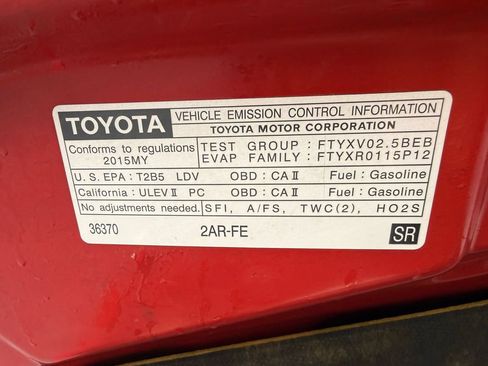 TOYOTA
VEHICLE EMISSION CONTROL INFORMATION
TOYOTA MOTOR CORPORATION
Conforms to regulations
2015MY
TEST GROUP : FTYXV02.5BEB
EVAP FAMILY : FTYXR0115P12
U.S. EPA : T2B5 LDV OBD : CA II Fuel : Gasoline
California : ULEV II PC OBD : CA II Fuel : Gasoline
No adjustments needed. SFI, A/FS, TWC(2), HO2S
36370 2AR-FE SR